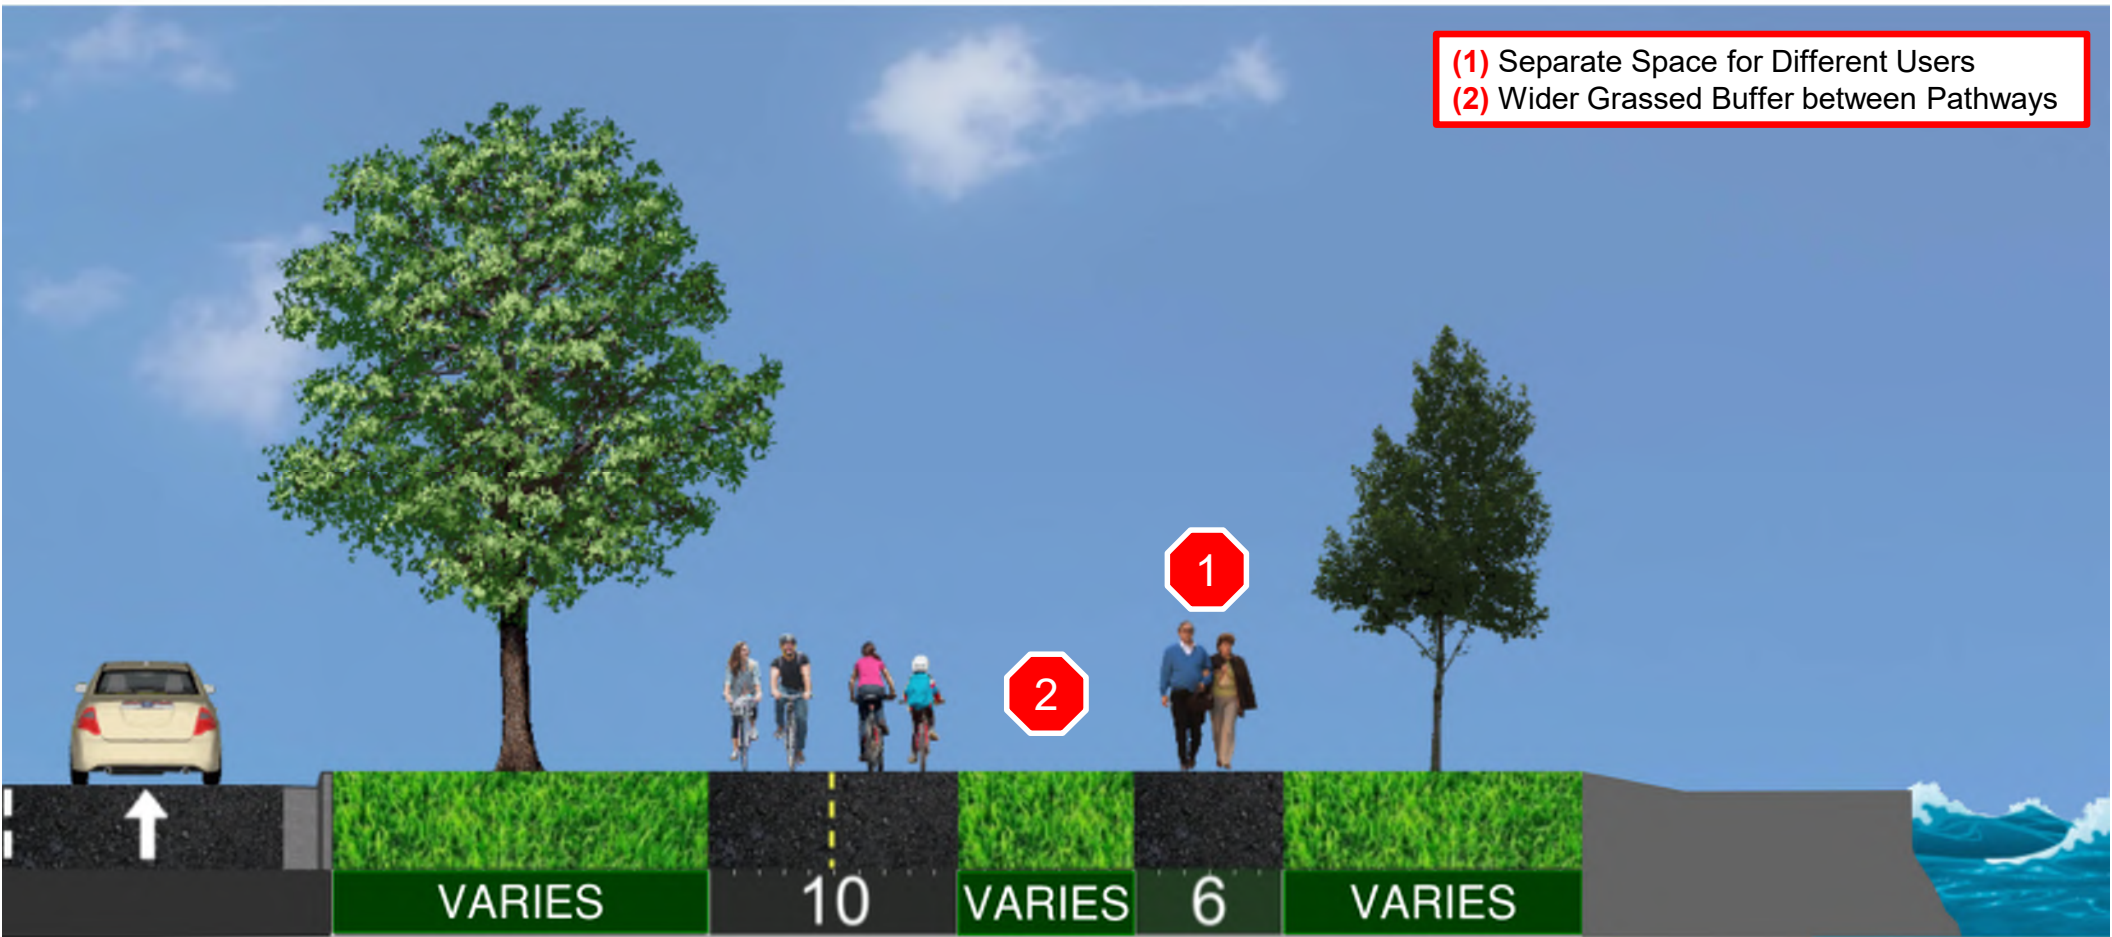 (1) Separate Space for Different Users
(2) Wider Grassed Buffer between Pathways
1
2
VARIES 10 VARIES 6 VARIES